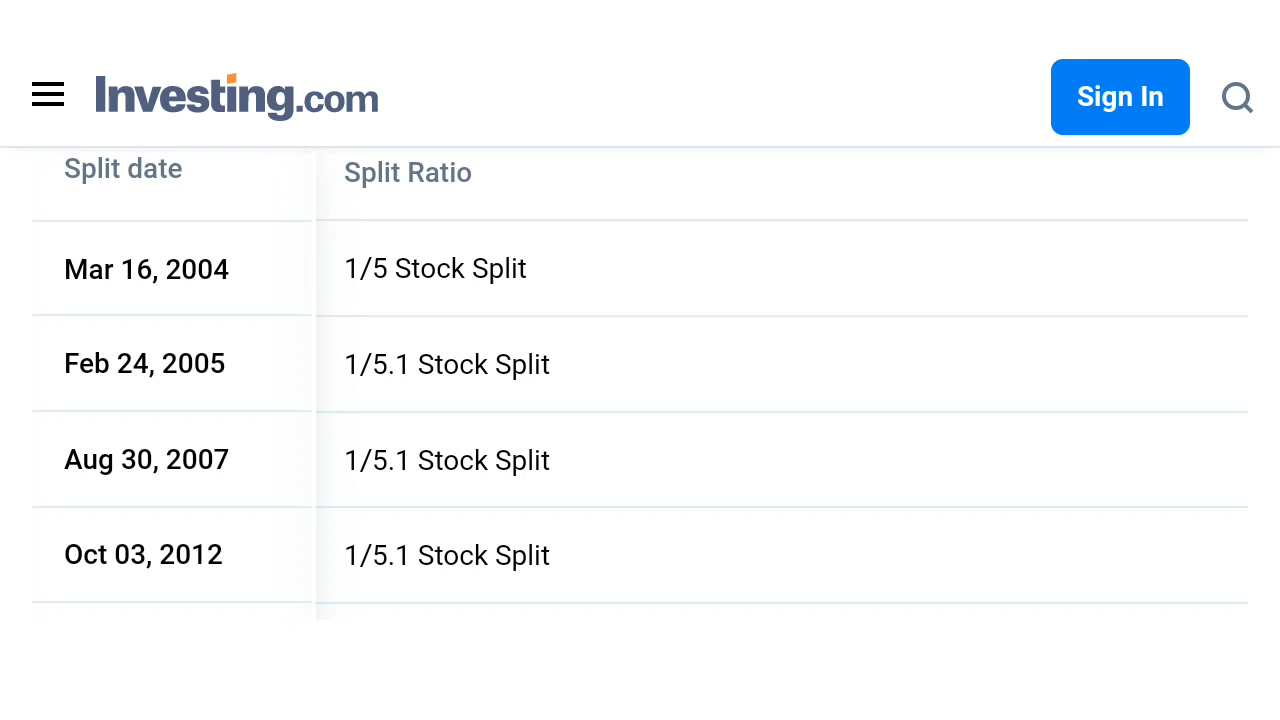 Investing.com
Sign In
Split date
Split Ratio
Mar 16, 2004
1/5 Stock Split
Feb 24, 2005
1/5.1 Stock Split
Aug 30, 2007
1/5.1 Stock Split
Oct 03, 2012
1/5.1 Stock Split